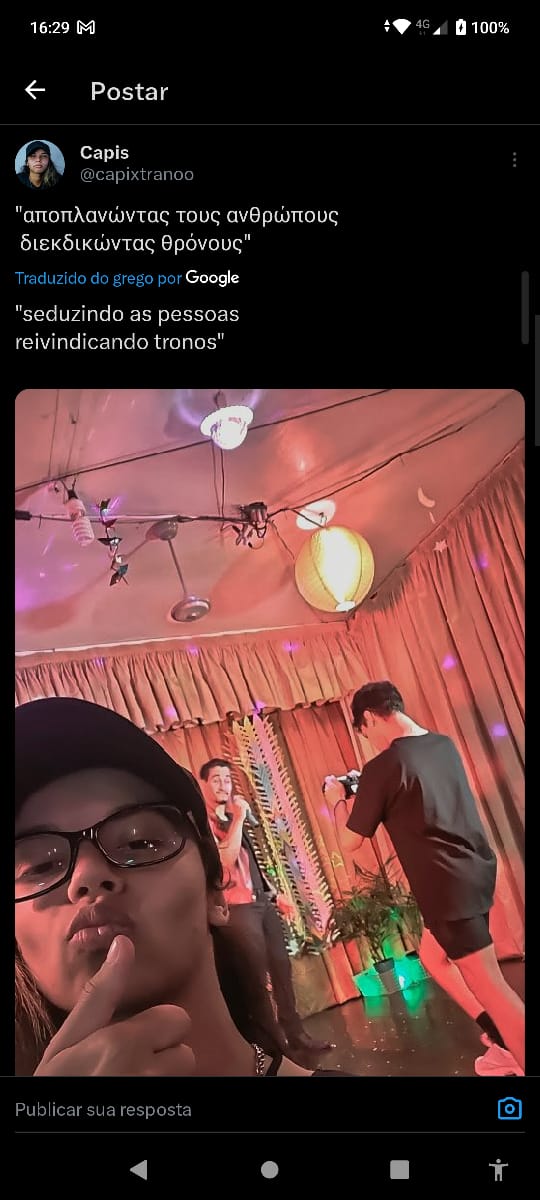 16:29
4G
100%
Postar
Capis
@capixtranoo
"αποπλανώντας τους ανθρώπους
διεκδικώντας θρόνους"
Traduzido do grego por Google
"seduzindo as pessoas
reivindicando tronos"
Publicar sua resposta